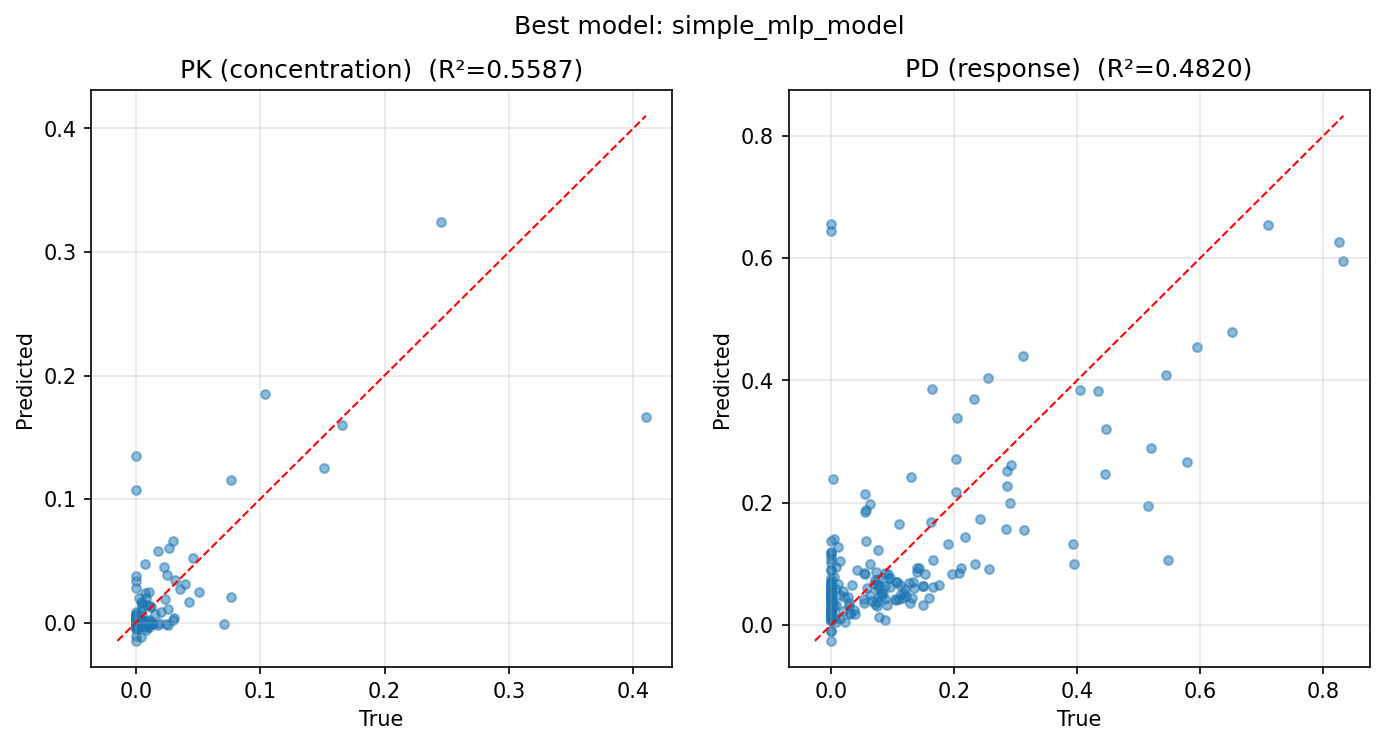 Best model: simple_mlp_model
PK (concentration)  (R²=0.5587)
Predicted
0.4
0.3
0.2
0.1
0.0
0.0 0.1 0.2 0.3 0.4
True
PD (response)  (R²=0.4820)
Predicted
0.8
0.6
0.4
0.2
0.0
0.0 0.2 0.4 0.6 0.8
True